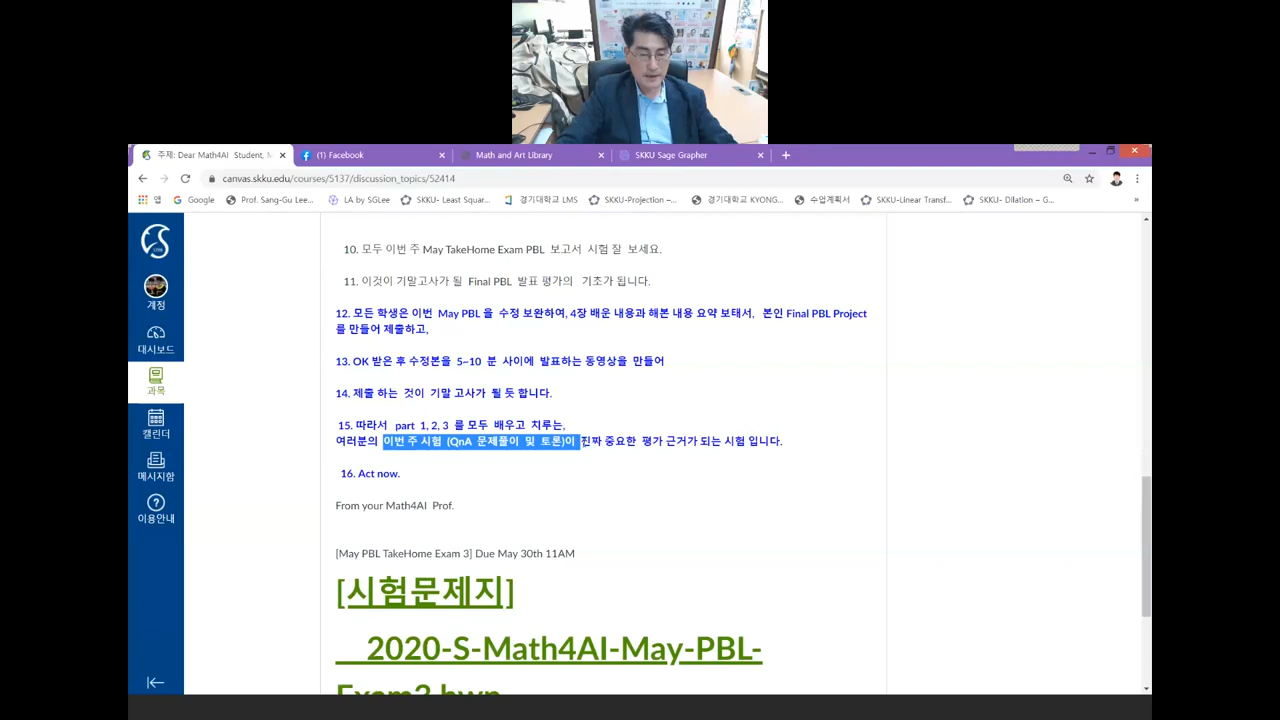 주제: Dear Math4AI Student, M
(1) Facebook
Math and Art Library
SKKU Sage Grapher
canvas.skku.edu/courses/5137/discussion_topics/52414
앱
Google
Prof. Sang-Gu Lee...
LA by SGLee
SKKU- Least Squar...
경기대학교 LMS
SKKU-Projection –...
경기대학교 KYONG...
수업계획서
SKKU-Linear Transf...
SKKU- Dilation – G...
»
계정
대시보드
과목
캘린더
메시지함
이용안내
10. 모두 이번 주 May TakeHome Exam PBL 보고서 시험 잘 보세요.
11. 이것이 기말고사가 될 Final PBL 발표 평가의 기초가 됩니다.
12. 모든 학생은 이번 May PBL 을 수정 보완하여, 4장 배운 내용과 해본 내용 요약 보태서, 본인 Final PBL Project
를 만들어 제출하고,
13. OK 받은 후 수정본을 5~10 분 사이에 발표하는 동영상을 만들어
14. 제출 하는 것이 기말 고사가 될 듯 합니다.
15. 따라서 part 1, 2, 3 를 모두 배우고 치루는,
여러분의 이번 주 시험 (QnA 문제풀이 및 토론)이 진짜 중요한 평가 근거가 되는 시험 입니다.
16. Act now.
From your Math4AI Prof.
[May PBL TakeHome Exam 3] Due May 30th 11AM
[시험문제지]
2020-S-Math4AI-May-PBL-
Exam3.hwp